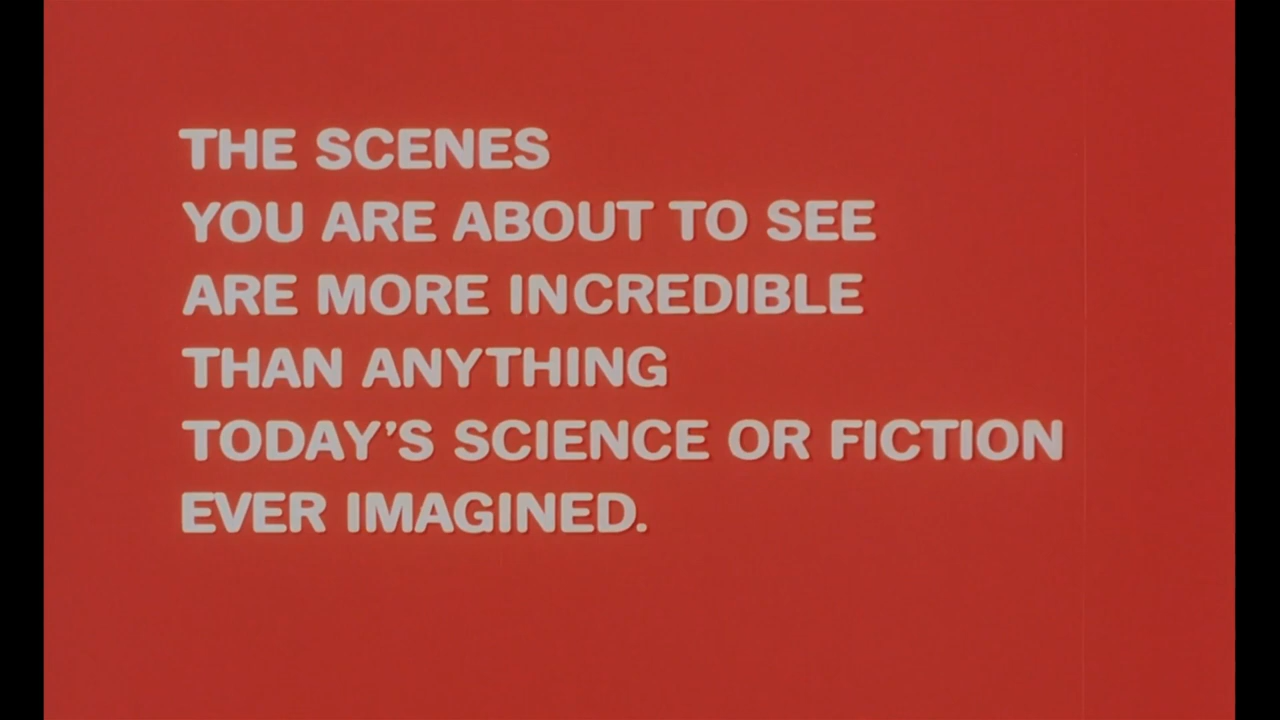 THE SCENES
YOU ARE ABOUT TO SEE
ARE MORE INCREDIBLE
THAN ANYTHING
TODAY'S SCIENCE OR FICTION
EVER IMAGINED.